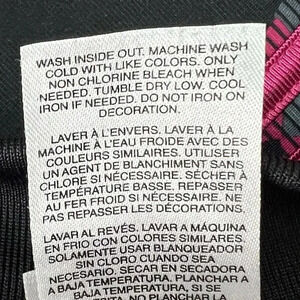 WASH INSIDE OUT. MACHINE WASH
COLD WITH LIKE COLORS. ONLY
NON CHLORINE BLEACH WHEN
NEEDED. TUMBLE DRY LOW. COOL
IRON IF NEEDED. DO NOT IRON ON
DECORATION.
LAVER À L'ENVERS. LAVER À LA
MACHINE À L'EAU FROIDE AVEC DES
COULEURS SIMILAIRES. UTILISER
UN AGENT DE BLANCHIMENT SANS
CHLORE SI NÉCESSAIRE. SÉCHER À
TEMPÉRATURE BASSE, REPASSER
AU FER FROID SI NÉCESSAIRE. NE
PAS REPASSER LES DÉCORATIONS.
LAVAR AL REVÉS. LAVAR A MÁQUINA
EN FRIO CON COLORES SIMILARES.
SOLAMENTE USAR BLANQUEADOR
SIN CLORO CUANDO SEA
NECESARIO. SECAR EN SECADORA
A BAJA TEMPERATURA. PLANCHAR A
BAJA TEMPERATURA, SI SE
NO PLANCHAR LA